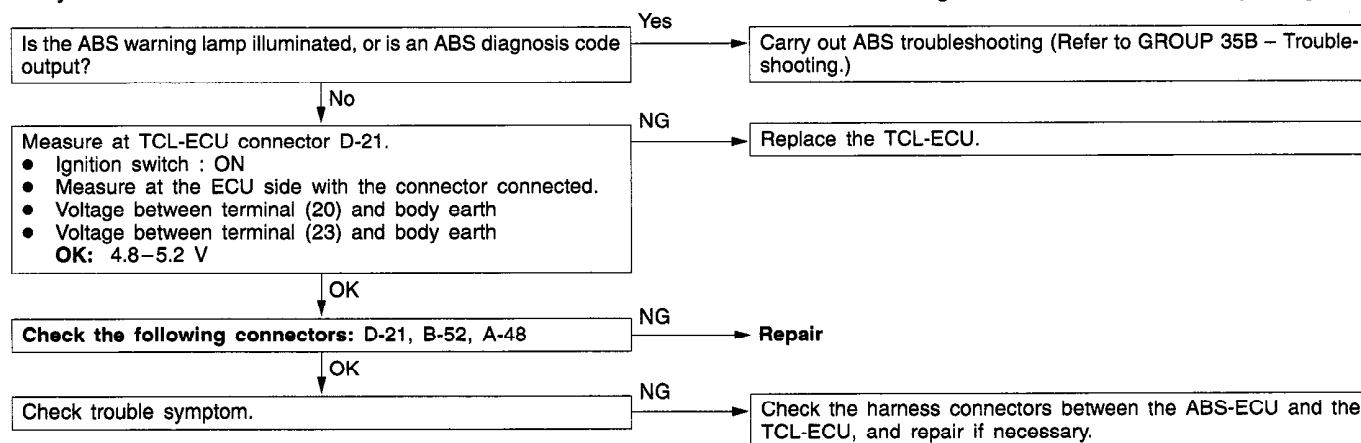 Is the ABS warning lamp illuminated, or is an ABS diagnosis code
output?
Yes
Carry out ABS troubleshooting (Refer to GROUP 35B – Trouble-
shooting.)
No
Measure at TCL-ECU connector D-21.
● Ignition switch : ON
● Measure at the ECU side with the connector connected.
● Voltage between terminal (20) and body earth
● Voltage between terminal (23) and body earth
OK: 4.8–5.2 V
NG
Replace the TCL-ECU.
OK
Check the following connectors: D-21, B-52, A-48
NG
Repair
OK
Check trouble symptom.
NG
Check the harness connectors between the ABS-ECU and the
TCL-ECU, and repair if necessary.